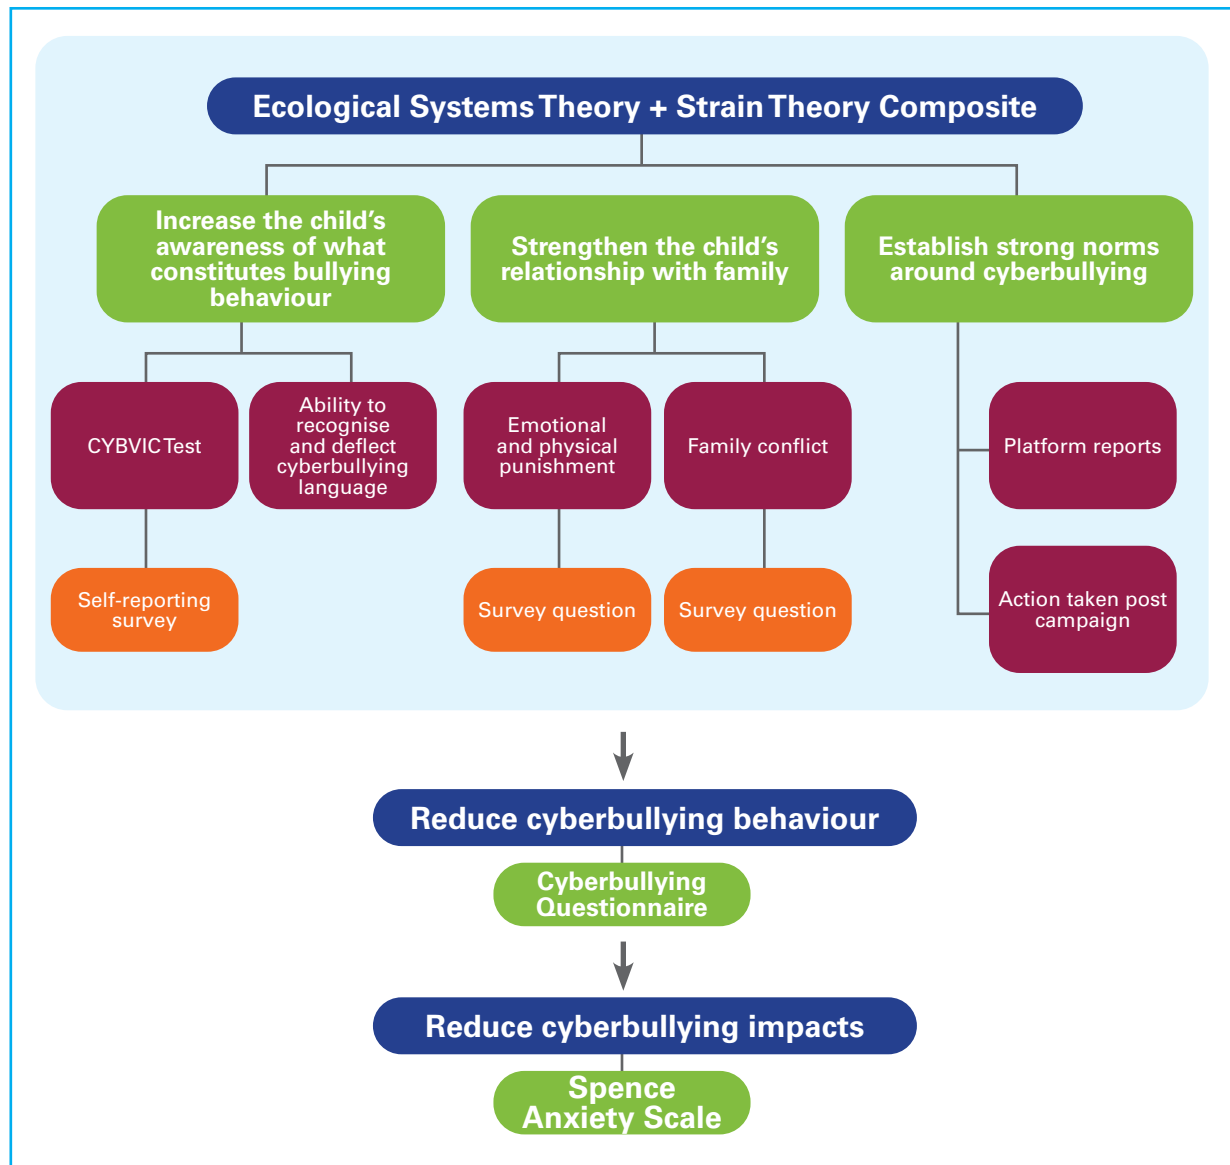 Ecological Systems Theory + Strain Theory Composite
Increase the child's
awareness of what
constitutes bullying
behaviour
Strengthen the child's
relationship with family
Establish strong norms
around cyberbullying
CYBVIC Test
Ability to
recognise
and deflect
cyberbullying
language
Emotional
and physical
punishment
Family conflict
Platform reports
Self-reporting
survey
Survey question
Survey question
Action taken post
campaign
Reduce cyberbullying behaviour
Cyberbullying
Questionnaire
Reduce cyberbullying impacts
Spence
Anxiety Scale